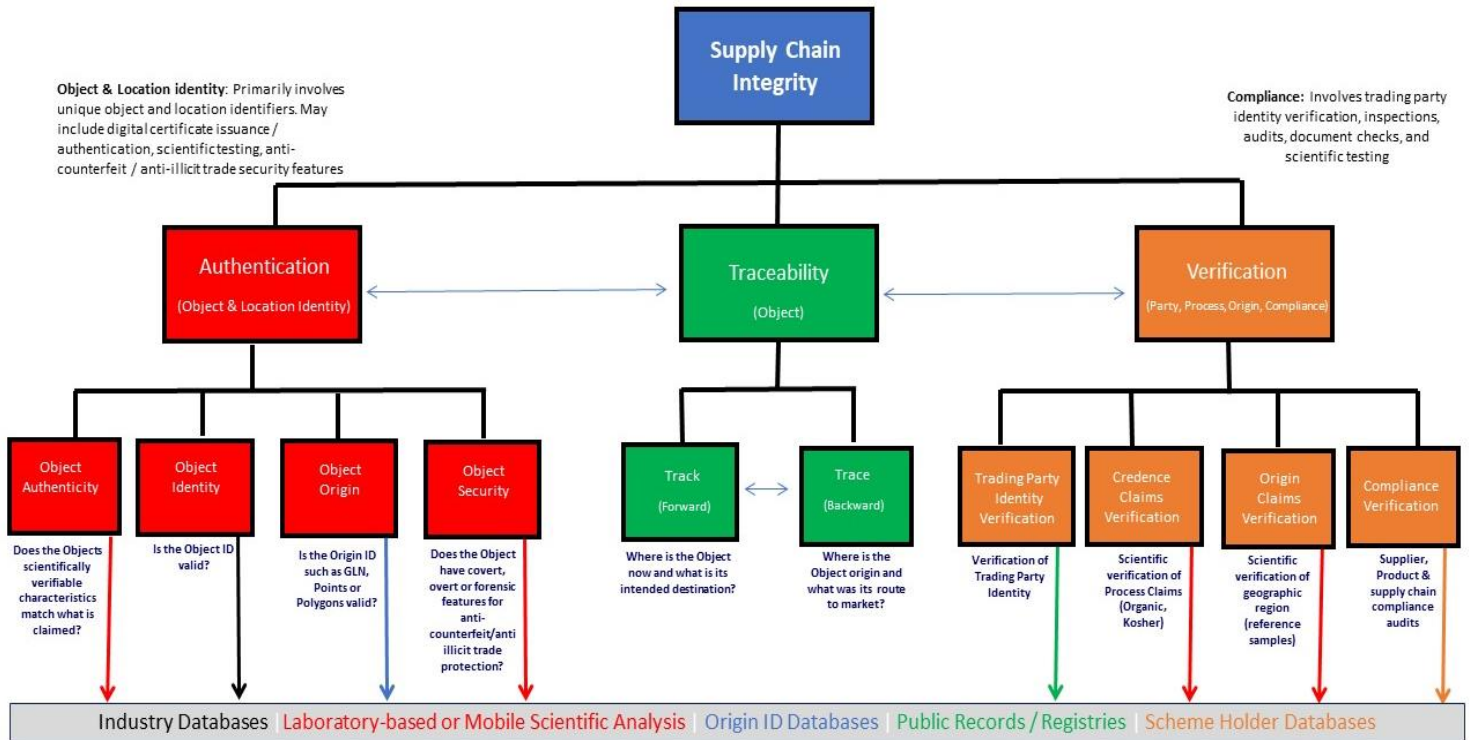 Supply Chain
Integrity
Object & Location identity: Primarily involves
unique object and location identifiers. May
include digital certificate issuance /
authentication, scientific testing, anti-
counterfeit / anti-illicit trade security features
Compliance: Involves trading party
identity verification, inspections,
audits, document checks, and
scientific testing
Authentication
(Object & Location Identity)
Traceability
(Object)
Verification
(Party, Process, Origin, Compliance)
Object
Authenticity
Object
Identity
Object
Origin
Object
Security
Track
(Forward)
Trace
(Backward)
Trading Party
Identity
Verification
Credence
Claims
Verification
Origin
Claims
Verification
Compliance
Verification
Does the Objects
scientifically
verifiable
characteristics
match what is
claimed?
Is the Object ID
valid?
Is the Origin ID
such as GLN,
Points or
Polygons valid?
Does the Object
have covert,
overt or forensic
features for
anti-
counterfeit/anti
illicit trade
protection?
Where is the Object
now and what is its
intended destination?
Where is the
Object origin and
what was its route
to market?
Verification of
Trading Party
Identity
Scientific
verification of
Process Claims
(Organic,
Kosher)
Scientific
verification of
geographic
region
(reference
samples)
Supplier,
Product &
supply chain
compliance
audits
Industry Databases | Laboratory-based or Mobile Scientific Analysis | Origin ID Databases | Public Records / Registries | Scheme Holder Databases